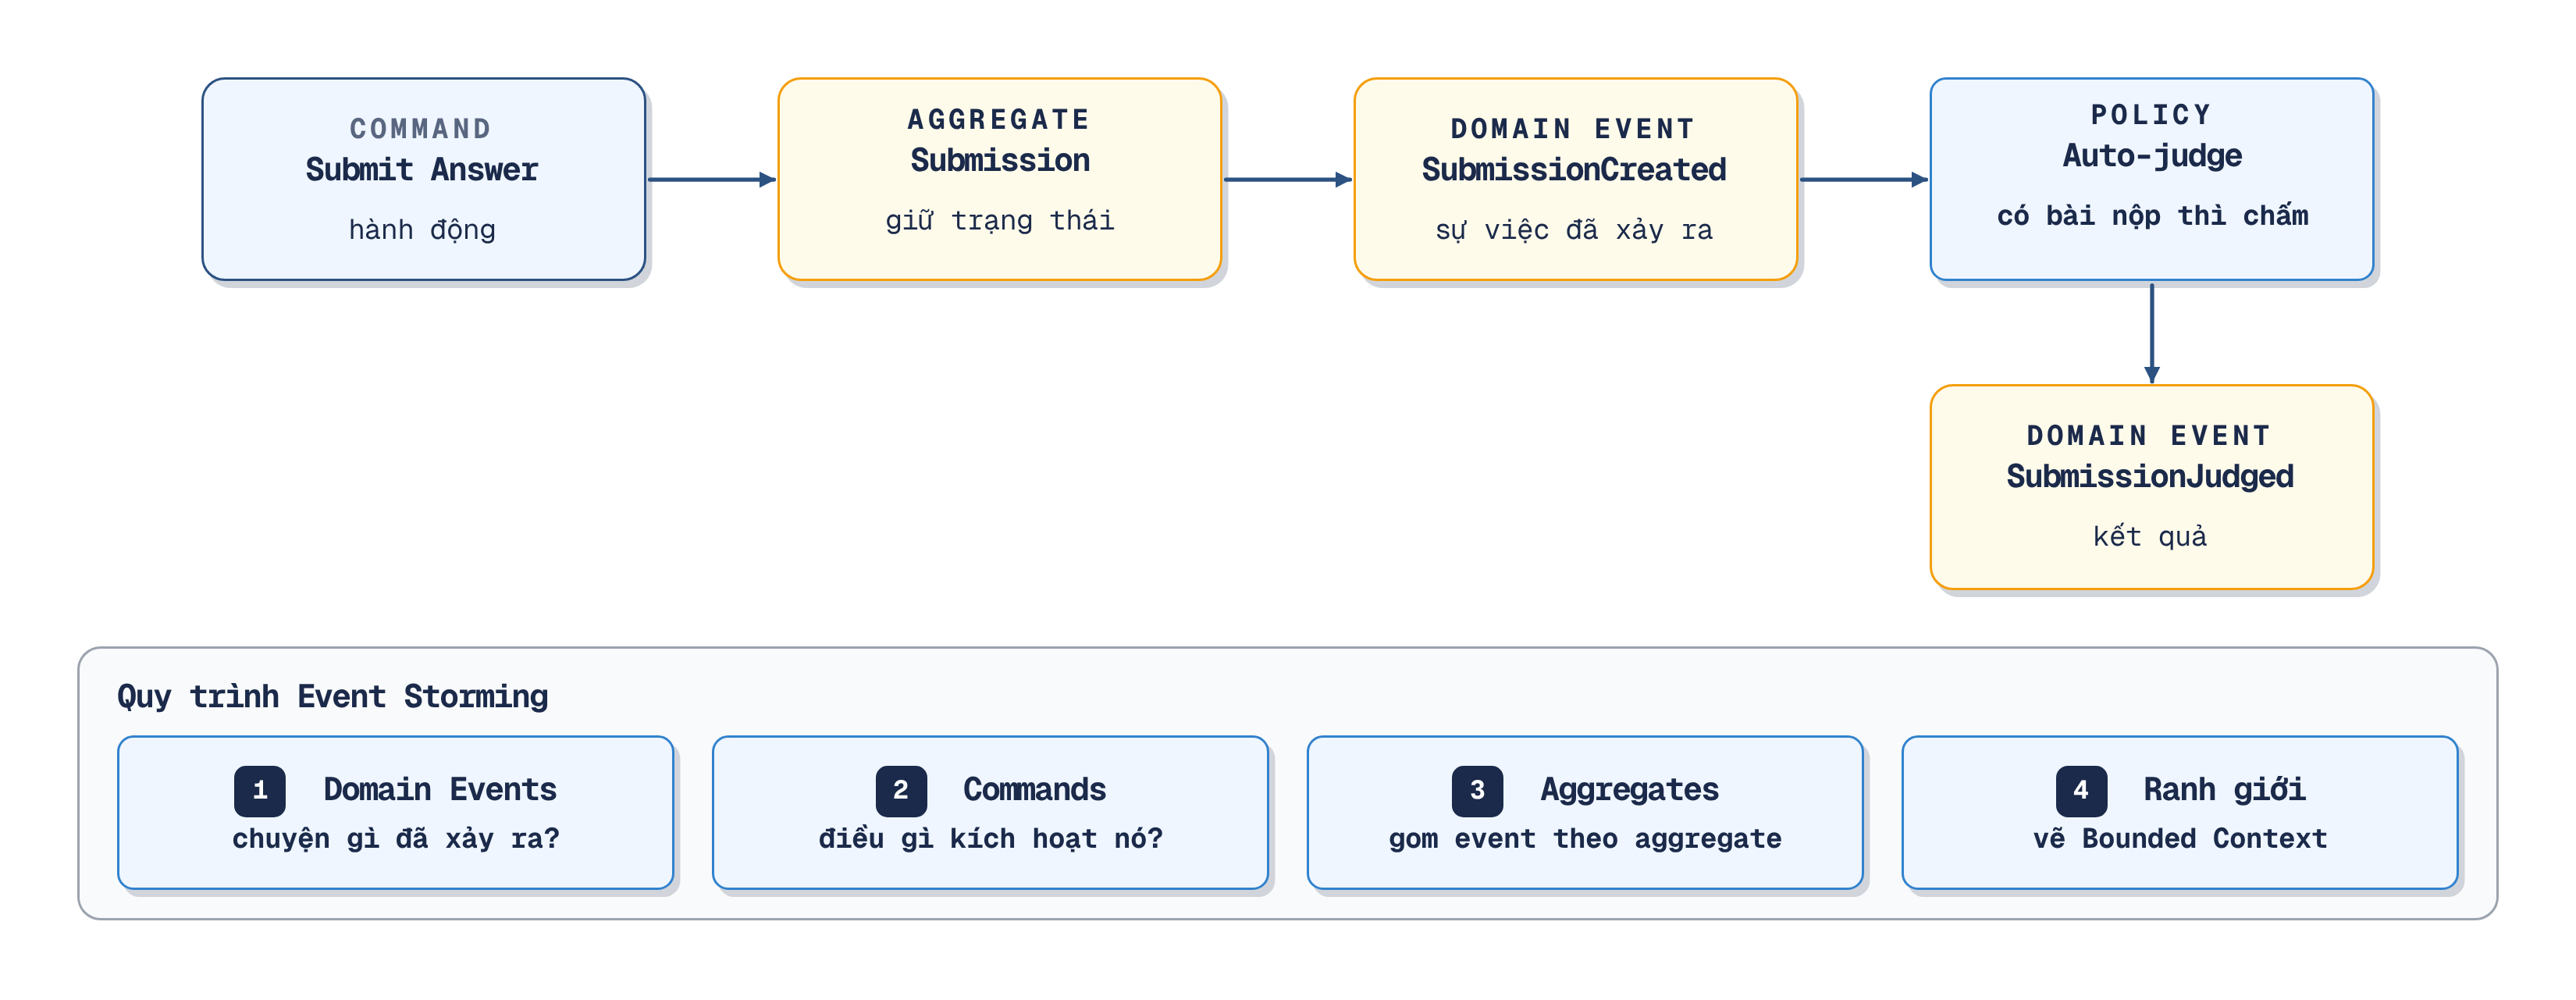 COMMAND
Submit Answer
hành động
AGGREGATE
Submission
giữ trạng thái
DOMAIN EVENT
SubmissionCreated
sự việc đã xảy ra
POLICY
Auto-judge
có bài nộp thì chấm
DOMAIN EVENT
SubmissionJudged
kết quả
Quy trình Event Storming
1 Domain Events
chuyện gì đã xảy ra?
2 Commands
điều gì kích hoạt nó?
3 Aggregates
gom event theo aggregate
4 Ranh giới
vẽ Bounded Context